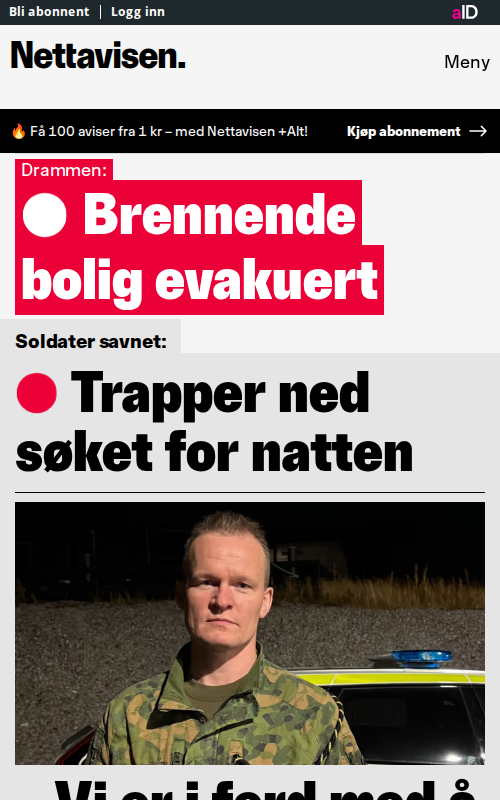 Bli abonnent | Logg inn
aID
Nettavisen.
Meny
🔥 Få 100 aviser fra 1 kr – med Nettavisen +Alt!
Kjøp abonnement →
Drammen:
Brennende
bolig evakuert
Soldater savnet:
Trapper ned
søket for natten
Vi er i ferd med å